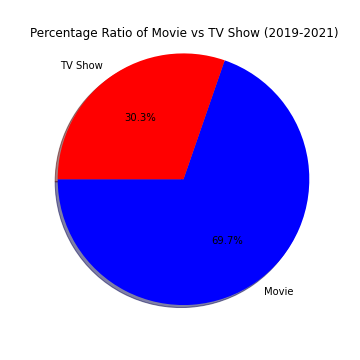 Percentage Ratio of Movie vs TV Show (2019-2021)
TV Show
30.3%
69.7%
Movie